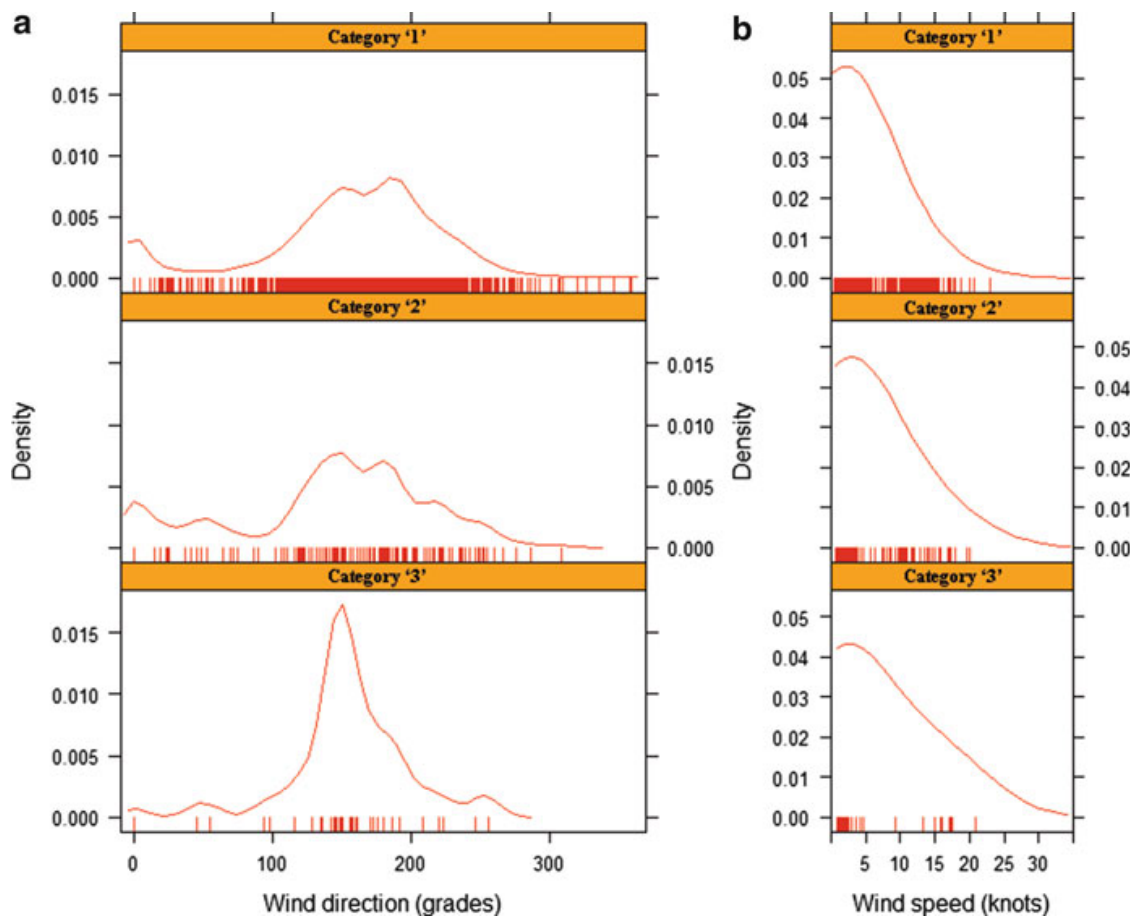 a
Category '1'
0.015
0.010
0.005
0.000
Category '2'
0.015
0.010
0.005
0.000
Category '3'
0.015
0.010
0.005
0.000
0 100 200 300
Density
Wind direction (grades)
b
Category '1'
0.05
0.04
0.03
0.02
0.01
0.00
Category '2'
0.05
0.04
0.03
0.02
0.01
0.00
Category '3'
0.05
0.04
0.03
0.02
0.01
0.00
5 10 15 20 25 30
Density
Wind speed (knots)